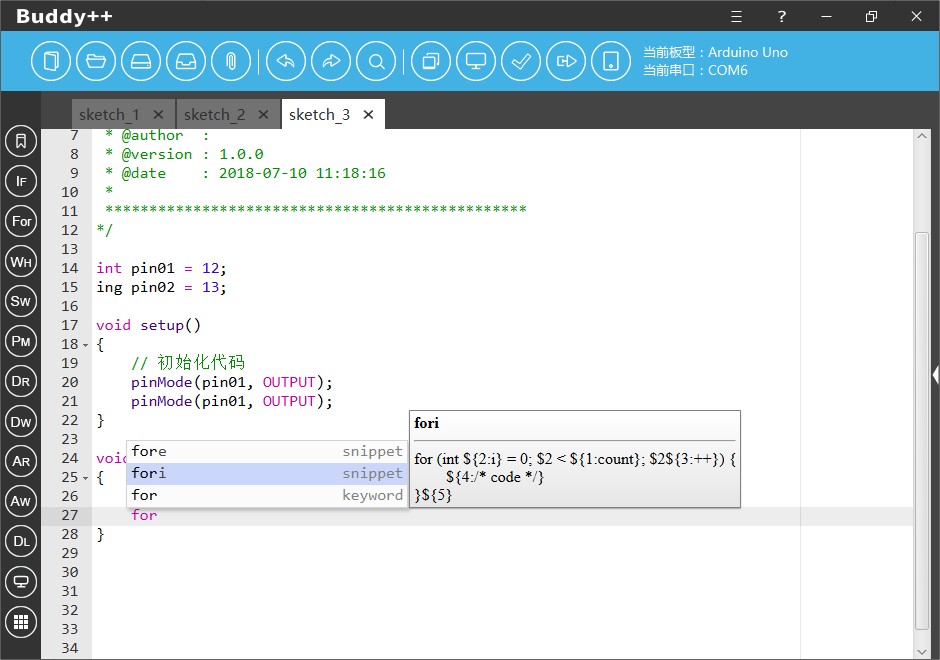 Buddy++
?
当前板型：Arduino Uno
当前串口：COM6
sketch_1 ✕ sketch_2 ✕ sketch_3 ✕
IF
For
WH
SW
PM
DR
DW
AR
AW
DL
7 * @author  :
8 * @version : 1.0.0
9 * @date    : 2018-07-10 11:18:16
10 *
11 ************************************************
12 */
13
14 int pin01 = 12;
15 ing pin02 = 13;
16
17 void setup()
18 {
19     // 初始化代码
20     pinMode(pin01, OUTPUT);
21     pinMode(pin01, OUTPUT);
22 }
23
24 voi
25 {
26
27     for
28 }
29
30
31
32
33
34
fore snippet
fori snippet
for keyword
fori
for (int ${2:i} = 0; $2 < ${1:count}; $2${3:++}) {
${4:/* code */}
}${5}